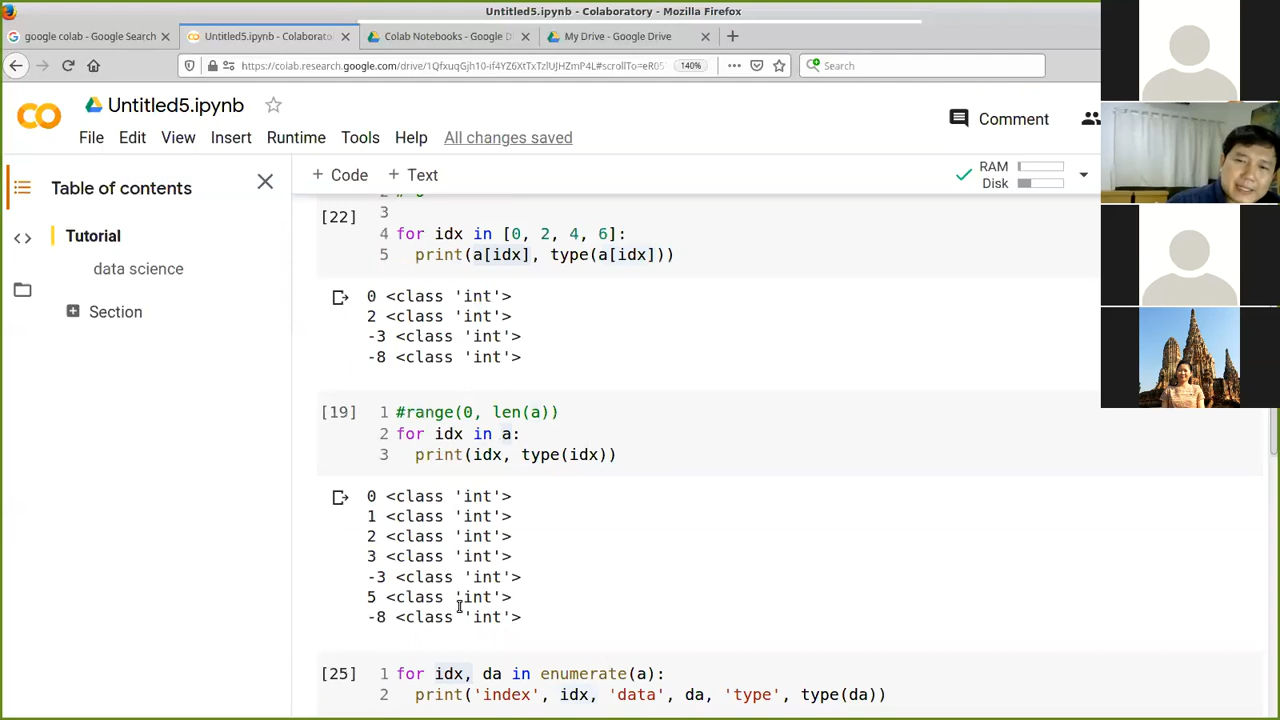 Untitled5.ipynb - Colaboratory - Mozilla Firefox
google colab - Google Search
Untitled5.ipynb - Colaborato
Colab Notebooks - Google D
My Drive - Google Drive
140%
Search
Untitled5.ipynb
File Edit View Insert Runtime Tools Help All changes saved
Comment
+ Code + Text
RAM
Disk
Table of contents
Tutorial
data science
Section
[22]
3
4 for idx in [0, 2, 4, 6]:
5 print(a[idx], type(a[idx]))
0 <class 'int'>
2 <class 'int'>
-3 <class 'int'>
-8 <class 'int'>
[19] 1 #range(0, len(a))
2 for idx in a:
3 print(idx, type(idx))
0 <class 'int'>
1 <class 'int'>
2 <class 'int'>
3 <class 'int'>
-3 <class 'int'>
5 <class 'int'>
-8 <class 'int'>
[25] 1 for idx, da in enumerate(a):
2 print('index', idx, 'data', da, 'type', type(da))